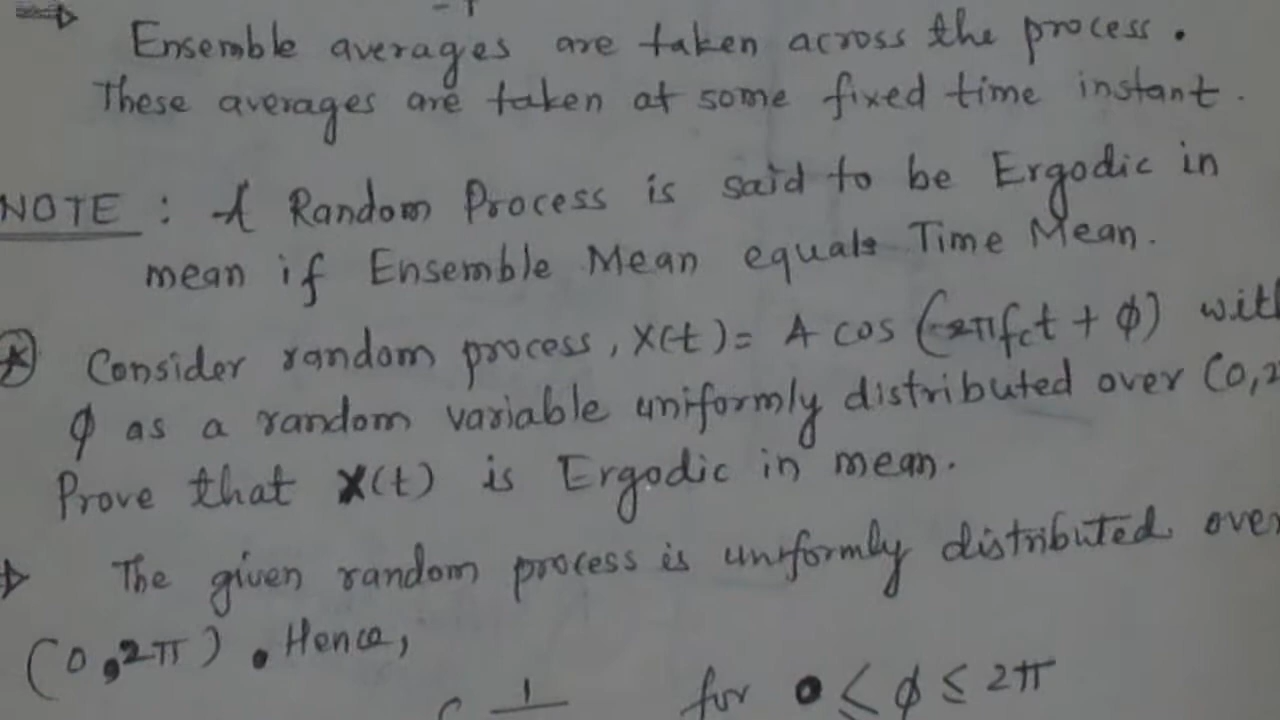 Ensemble averages are taken across the process.
These averages are taken at some fixed time instant.
NOTE : A Random Process is said to be Ergodic in
mean if Ensemble Mean equals Time Mean.
Consider random process, X(t) = A cos (2πfct + φ) with
φ as a random variable uniformly distributed over (0,2
Prove that X(t) is Ergodic in mean.
The given random process is uniformly distributed over
(0,2π). Hence,
1 for 0 ≤ φ ≤ 2π